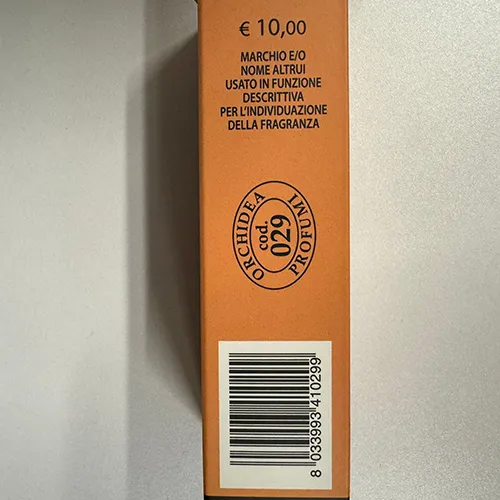 € 10,00
MARCHIO E/O
NOME ALTRUI
USATO IN FUNZIONE
DESCRITTIVA
PER L'INDIVIDUAZIONE
DELLA FRAGRANZA
ORCHIDEA
cod.
029
PROFUMI
8 033993 410299